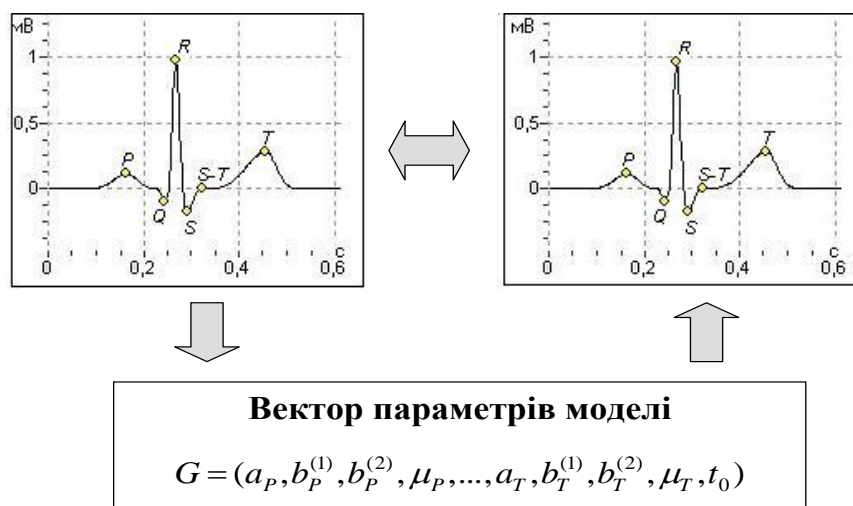 мВ
R
1
0,5
P
S-T
T
0
Q
S
с
0
0,2
0,4
0,6
мВ
R
1
0,5
P
S-T
T
0
Q
S
с
0
0,2
0,4
0,6
Вектор параметрів моделі
G = (a_P, b_P^{(1)}, b_P^{(2)}, μ_P, ..., a_T, b_T^{(1)}, b_T^{(2)}, μ_T, t_0)